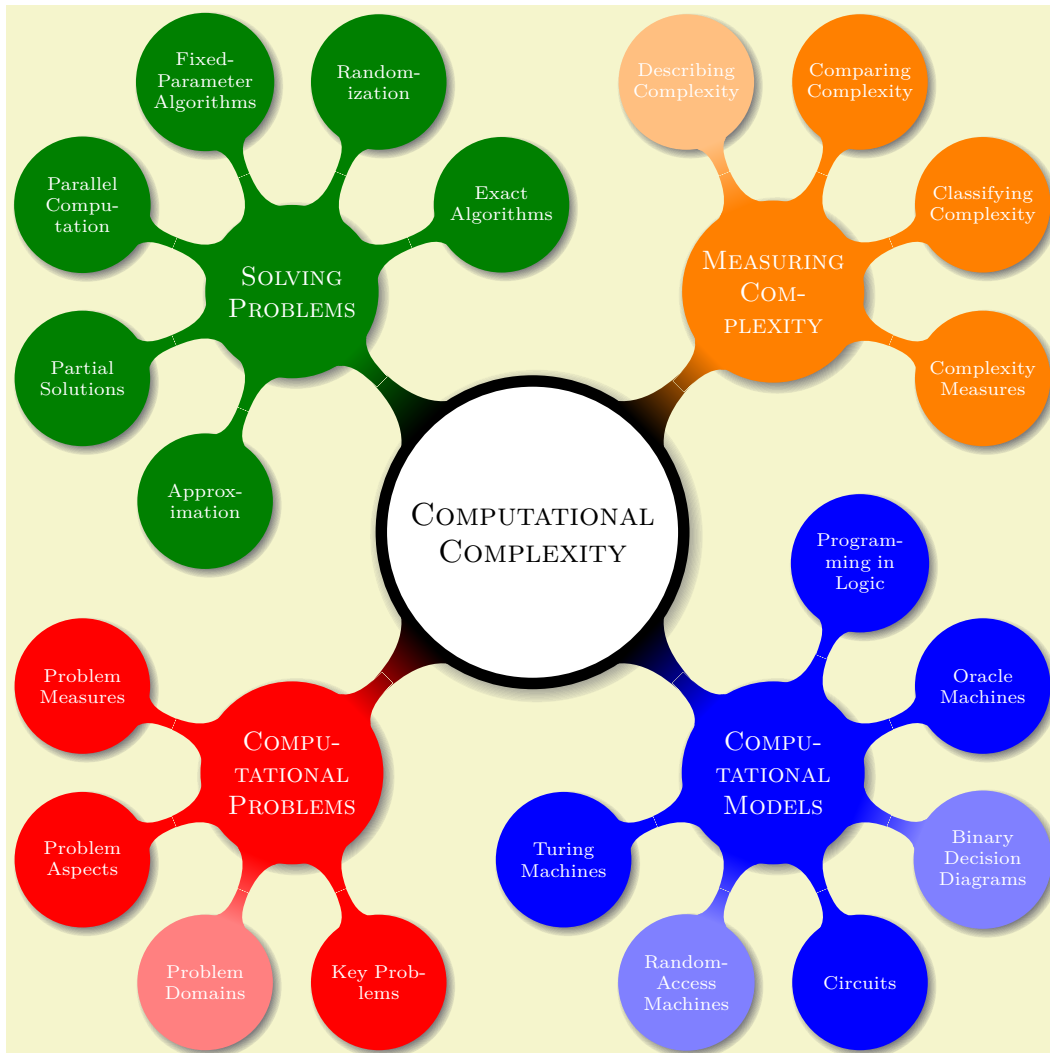 Fixed-
Parameter
Algorithms
Random-
ization
Parallel
Compu-
tation
Exact
Algorithms
SOLVING
PROBLEMS
Partial
Solutions
Approx-
imation
Describing
Complexity
Comparing
Complexity
Classifying
Complexity
MEASURING
COM-
PLEXITY
Complexity
Measures
COMPUTATIONAL
COMPLEXITY
Problem
Measures
COMPU-
TATIONAL
PROBLEMS
Problem
Aspects
Problem
Domains
Key Prob-
lems
Program-
ming in
Logic
Oracle
Machines
COMPU-
TATIONAL
MODELS
Turing
Machines
Binary
Decision
Diagrams
Random-
Access
Machines
Circuits